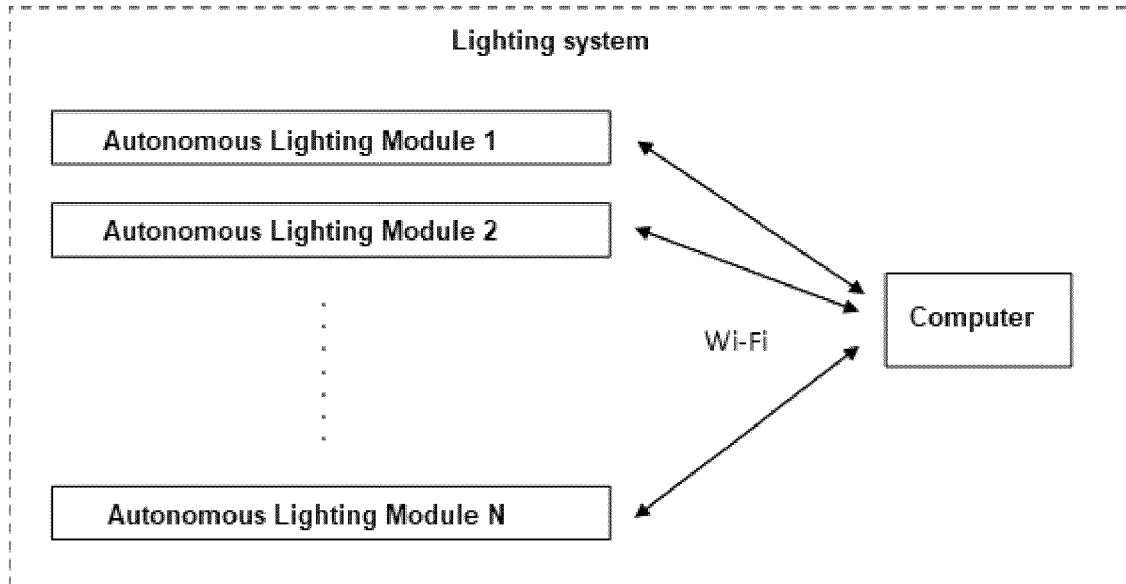 Lighting system
Autonomous Lighting Module 1
Autonomous Lighting Module 2
Computer
Wi-Fi
Autonomous Lighting Module N